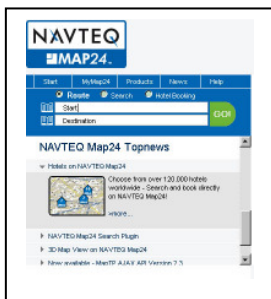 NAVTEQ
MAP24
Start MyMap24 Products News Help
Route Search Hotel Booking
Start
Destination
GO!
NAVTEQ Map24 Topnews
Hotels on NAVTEQ Map24
Choose from over 120.000 hotels
worldwide - Search and book directly
on NAVTEQ Map24!
»more...
NAVTEQ Map24 Search Plugin
3D Map View on NAVTEQ Map24
Now available - MapTP AJAX API Version 2.3